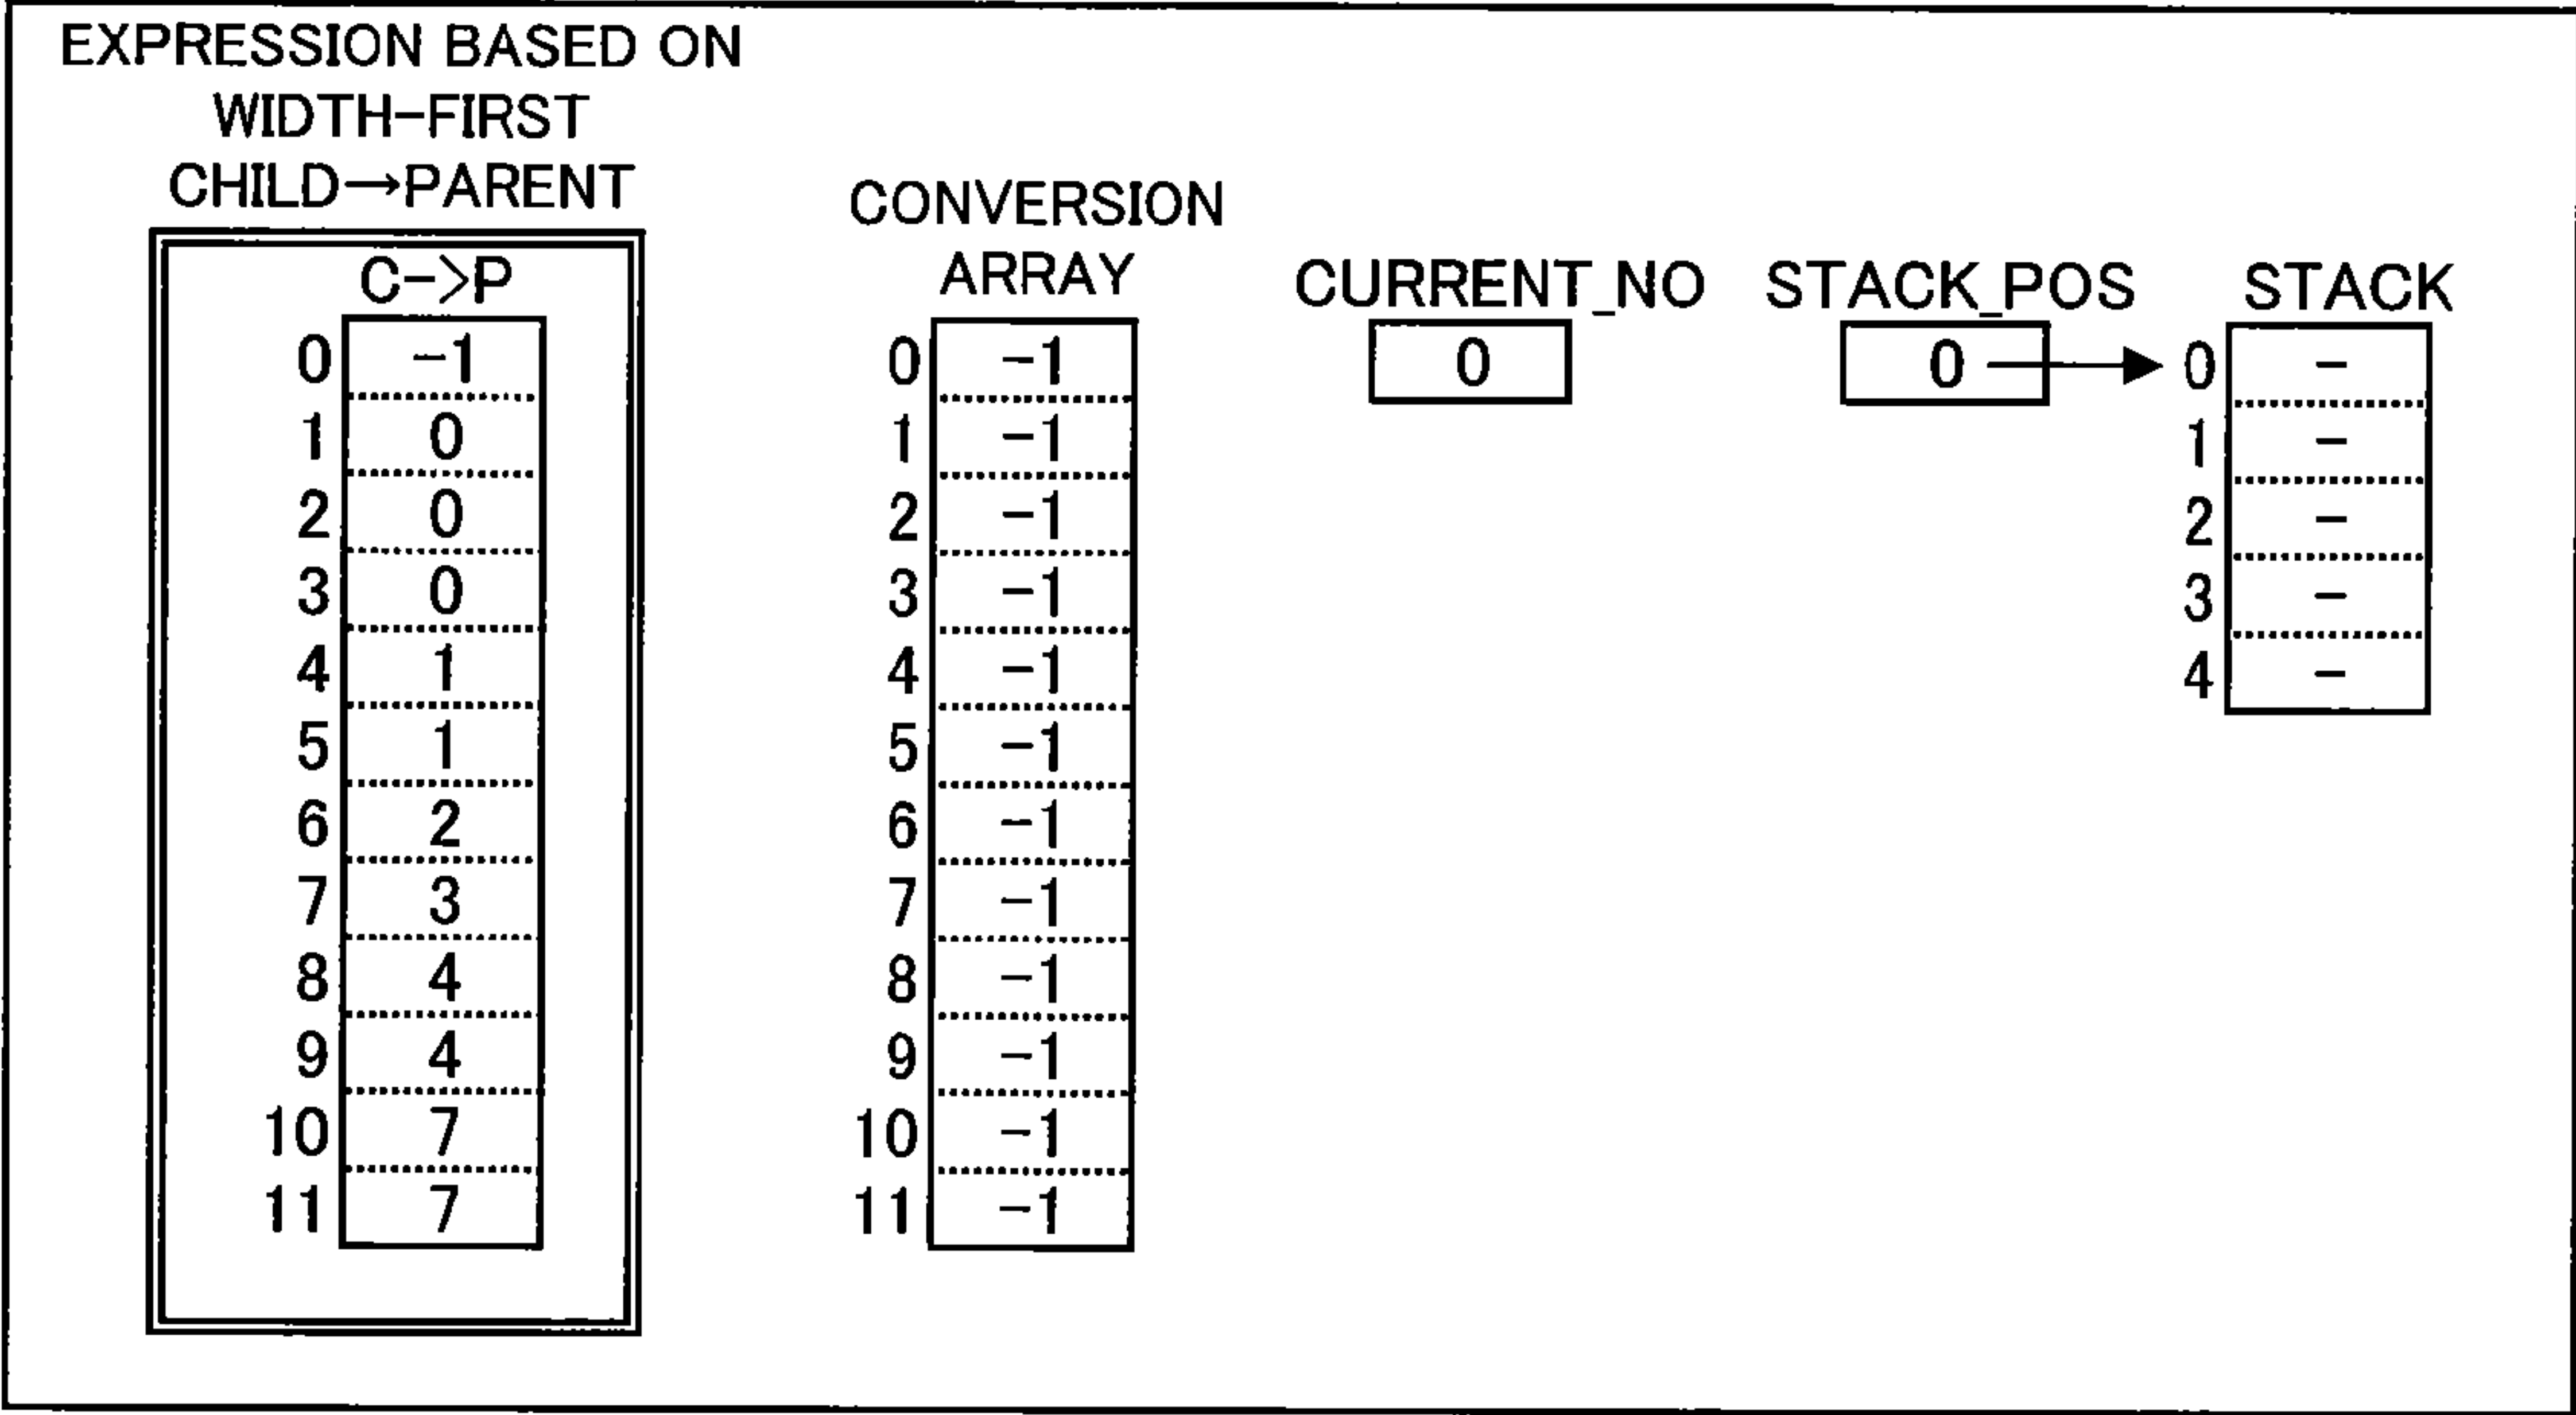 EXPRESSION BASED ON
WIDTH-FIRST
CHILD→PARENT
CONVERSION
ARRAY
C->P
CURRENT_NO STACK_POS STACK
0 -1 0 -1 0 0 0 -
1 0 1 -1 1 -
2 0 2 -1 2 -
3 0 3 -1 3 -
4 1 4 -1 4 -
5 1 5 -1
6 2 6 -1
7 3 7 -1
8 4 8 -1
9 4 9 -1
10 7 10 -1
11 7 11 -1